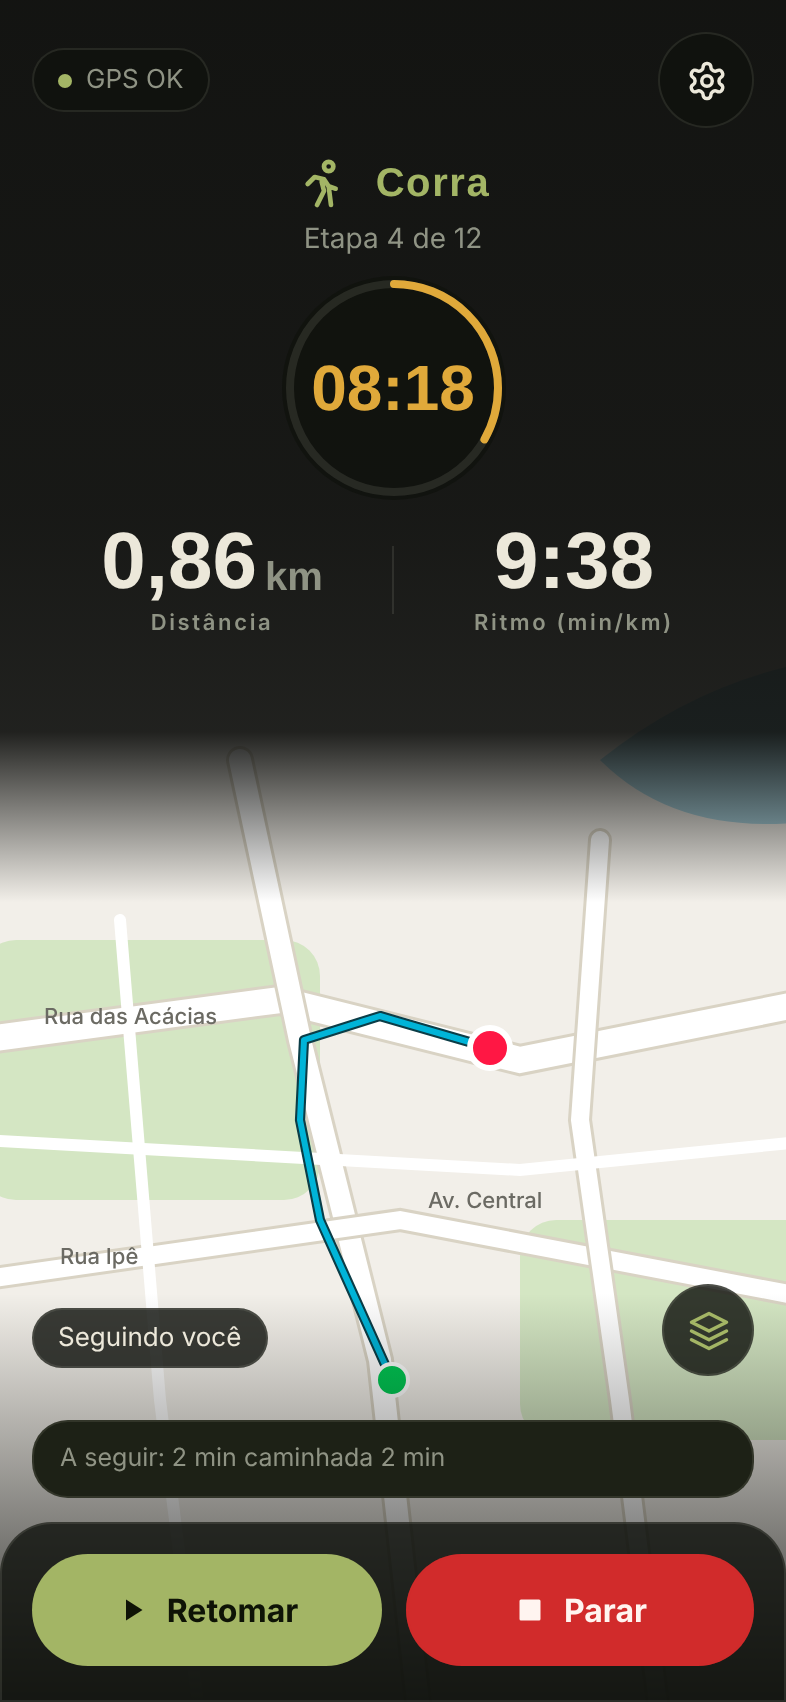 GPS OK
Corra
Etapa 4 de 12
08:18
0,86 km
Distância
9:38
Ritmo (min/km)
Rua das Acácias
Av. Central
Rua Ipê
Seguindo você
A seguir: 2 min caminhada 2 min
Retomar
Parar